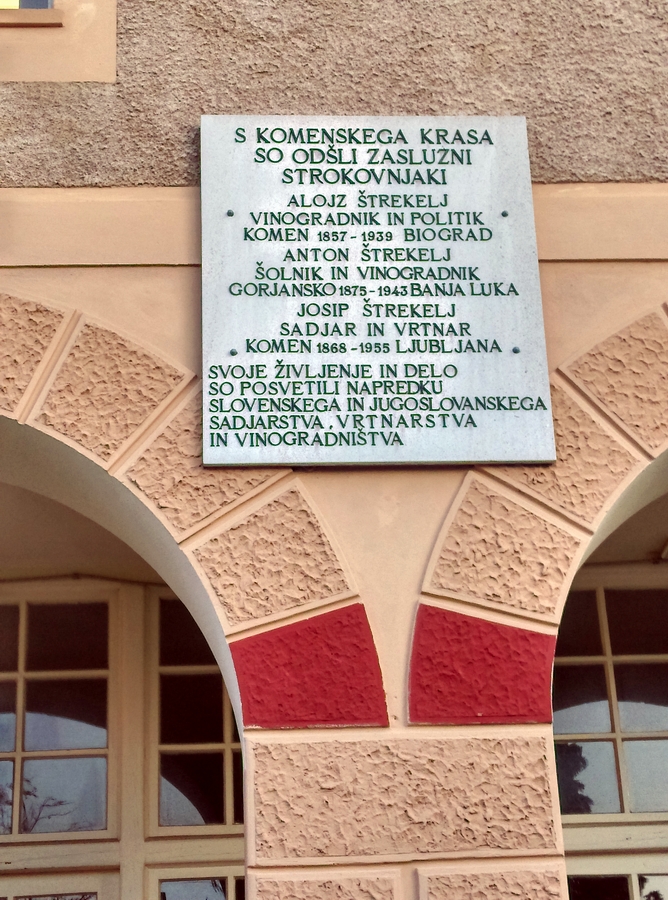 S KOMENSKEGA KRASA
SO ODŠLI ZASLUZNI
STROKOVNJAKI
ALOJZ ŠTREKELJ
VINOGRADNIK IN POLITIK
KOMEN 1857-1939 BIOGRAD
ANTON ŠTREKELJ
ŠOLNIK IN VINOGRADNIK
GORJANSKO 1875-1943 BANJA LUKA
JOSIP ŠTREKELJ
SADJAR IN VRTNAR
KOMEN 1868-1955 LJUBLJANA
SVOJE ŽIVLJENJE IN DELO
SO POSVETILI NAPREDKU
SLOVENSKEGA IN JUGOSLOVANSKEGA
SADJARSTVA, VRTNARSTVA
IN VINOGRADNIŠTVA